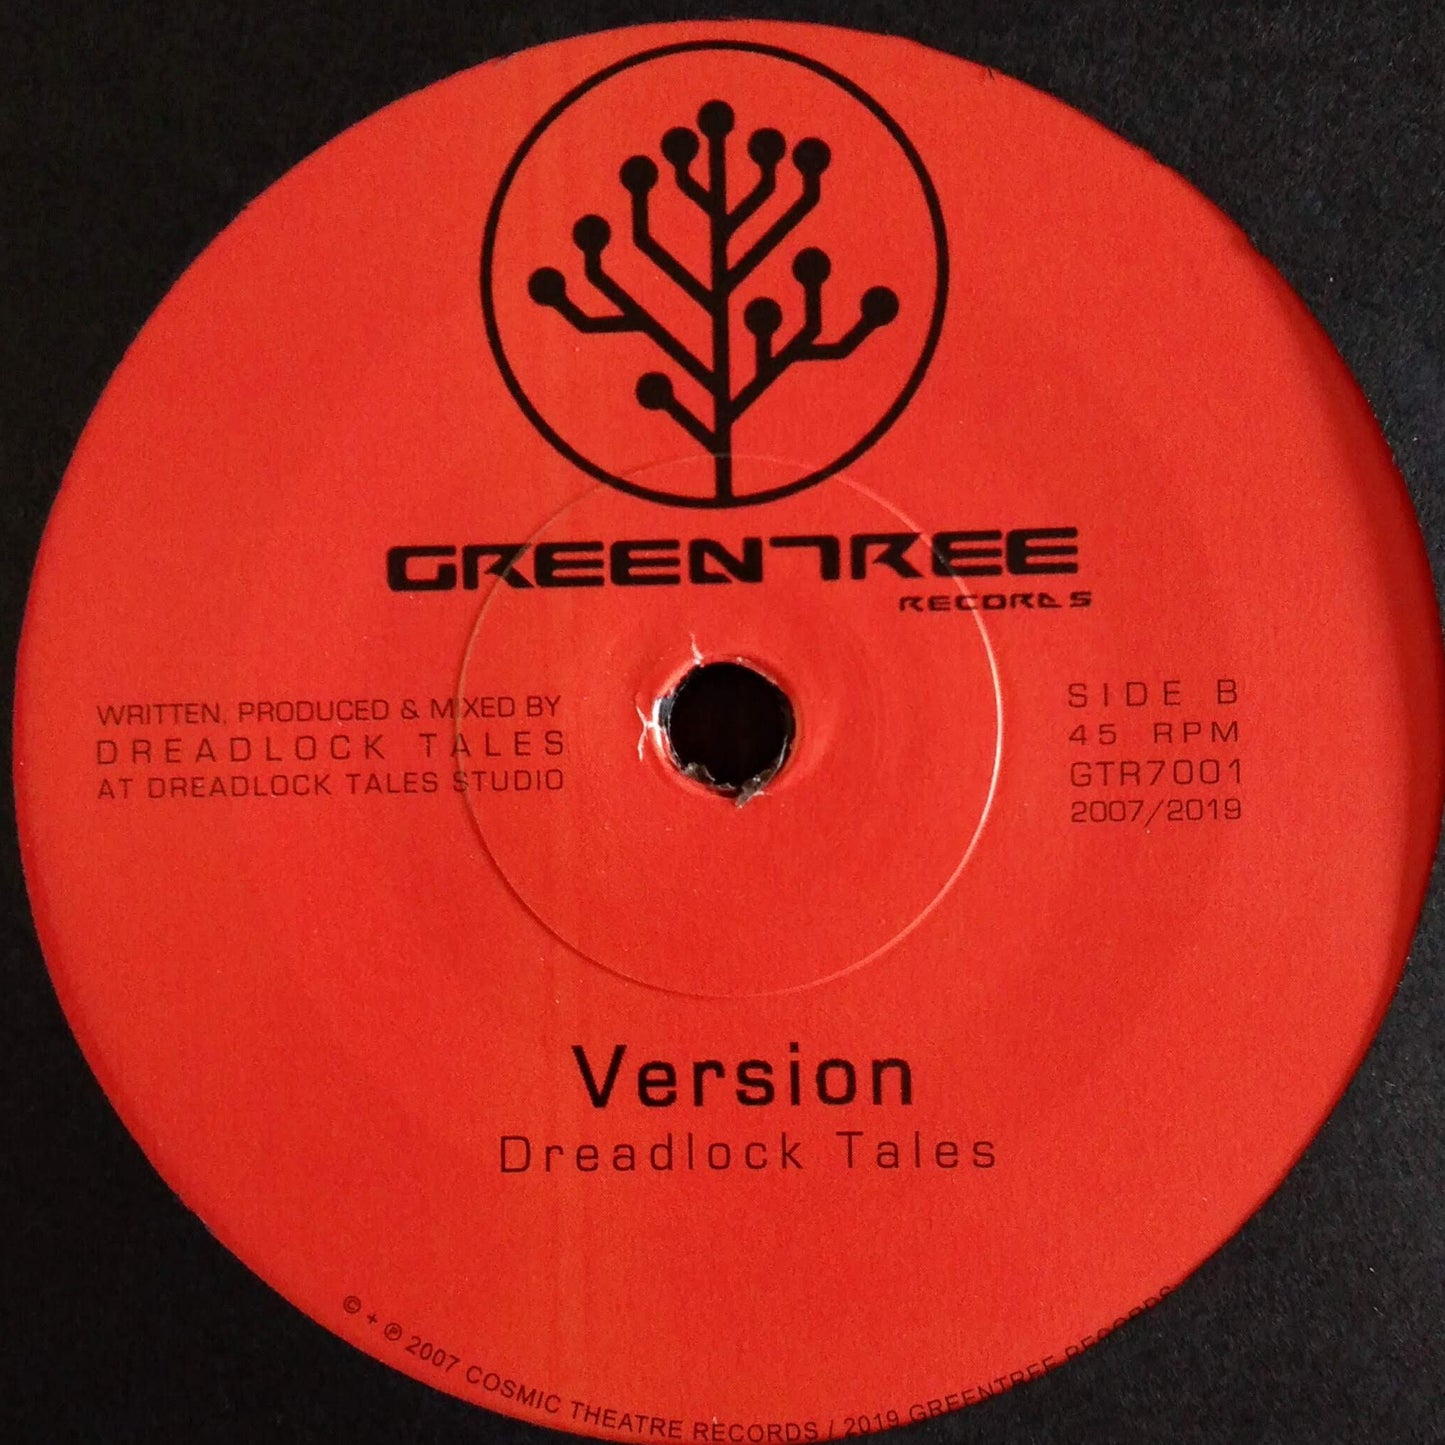 GREENTREE
RECORDS
WRITTEN, PRODUCED & MIXED BY
DREADLOCK TALES
AT DREADLOCK TALES STUDIO
SIDE B
45 RPM
GTR7001
2007/2019
Version
Dreadlock Tales
© + ℗ 2007 COSMIC THEATRE RECORDS / 2019 GREENTREE RECORDS